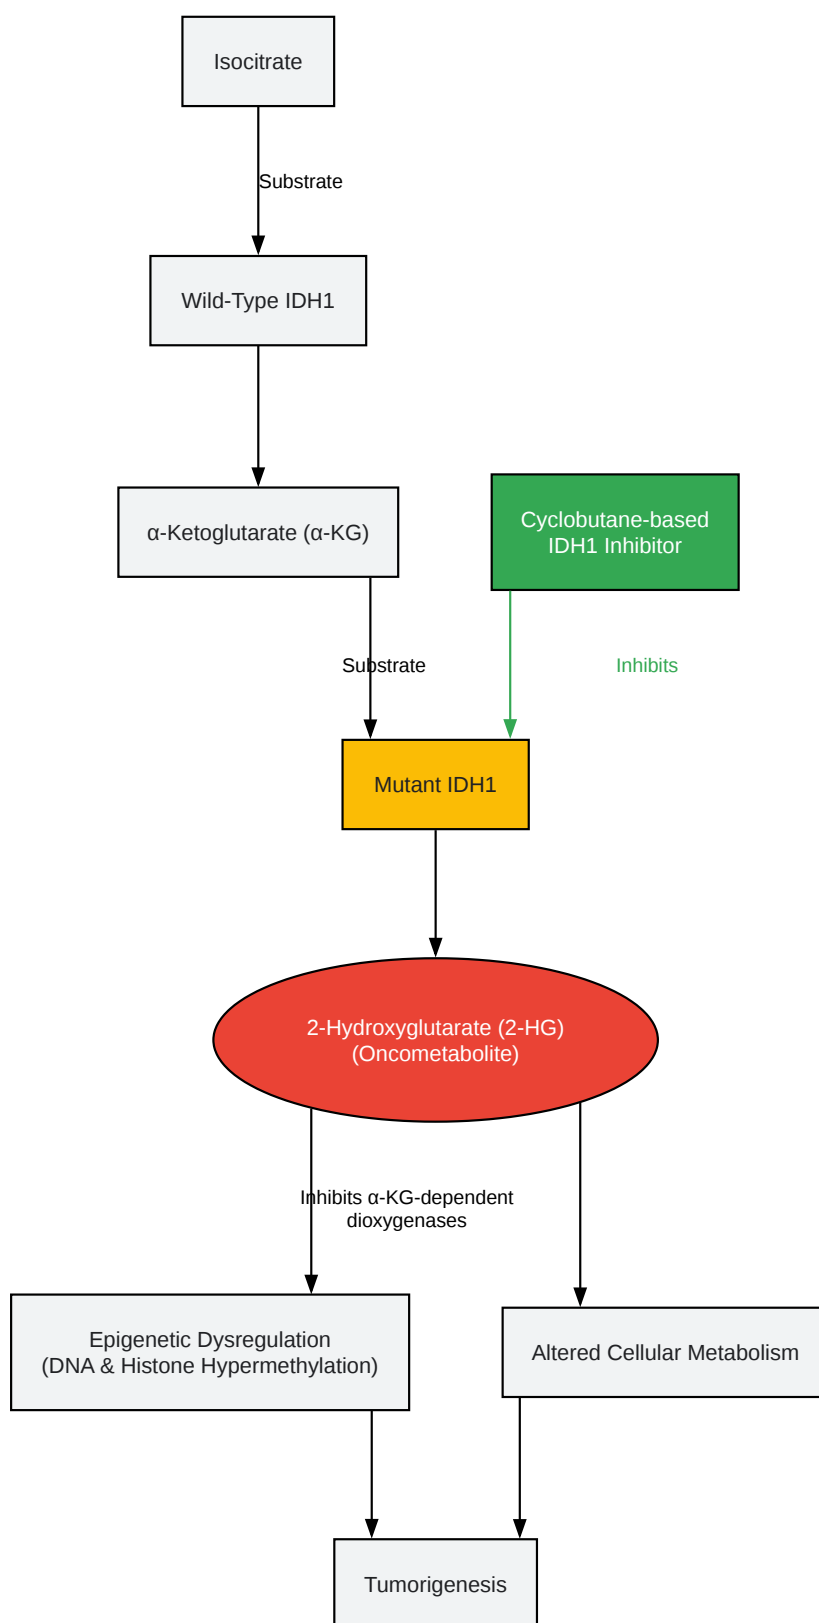 Isocitrate
Substrate
Wild-Type IDH1
α-Ketoglutarate (α-KG)
Cyclobutane-based
IDH1 Inhibitor
Substrate
Inhibits
Mutant IDH1
2-Hydroxyglutarate (2-HG)
(Oncometabolite)
Inhibits α-KG-dependent
dioxygenases
Epigenetic Dysregulation
(DNA & Histone Hypermethylation)
Altered Cellular Metabolism
Tumorigenesis